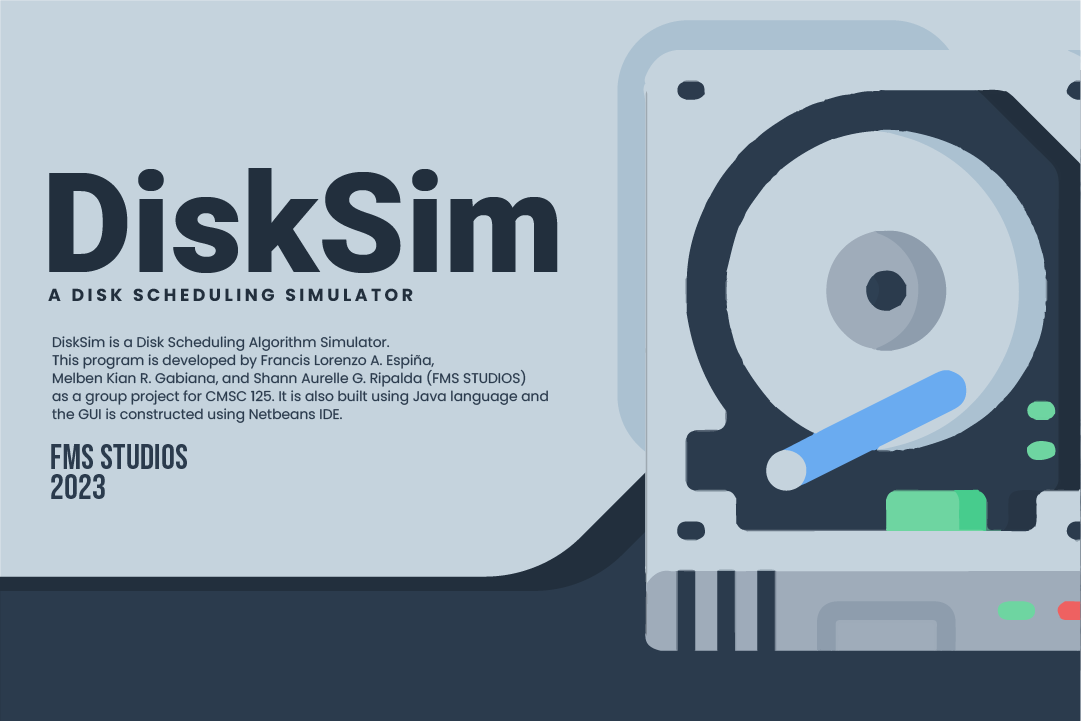 DiskSim
A DISK SCHEDULING SIMULATOR
DiskSim is a Disk Scheduling Algorithm Simulator.
This program is developed by Francis Lorenzo A. Espiña,
Melben Kian R. Gabiana, and Shann Aurelle G. Ripalda (FMS STUDIOS)
as a group project for CMSC 125. It is also built using Java language and
the GUI is constructed using Netbeans IDE.
FMS STUDIOS
2023